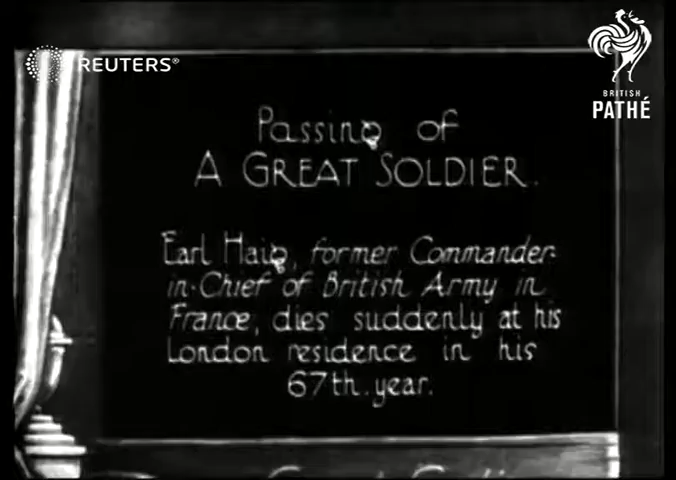 REUTERS®
BRITISH
PATHÉ
Passing of
A GREAT SOLDIER.
Earl Haig, former Commander-
in-Chief of British Army in
France, dies suddenly at his
London residence in his
67th. year.